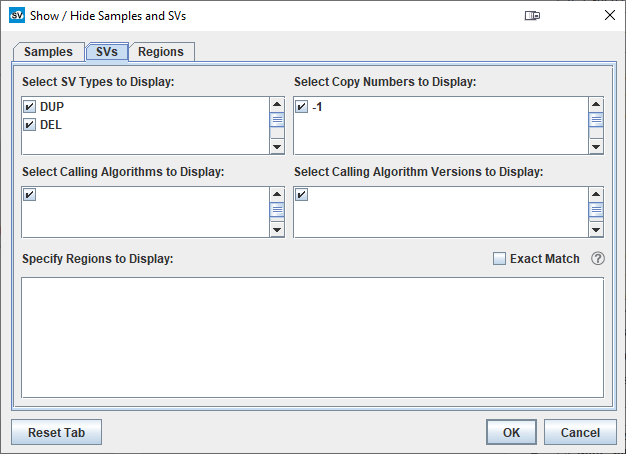 SV
Show / Hide Samples and SVs
Samples
SVs
Regions
Select SV Types to Display:
Select Copy Numbers to Display:
DUP
DEL
-1
Select Calling Algorithms to Display:
Select Calling Algorithm Versions to Display:
Specify Regions to Display:
Exact Match
?
Reset Tab
OK
Cancel